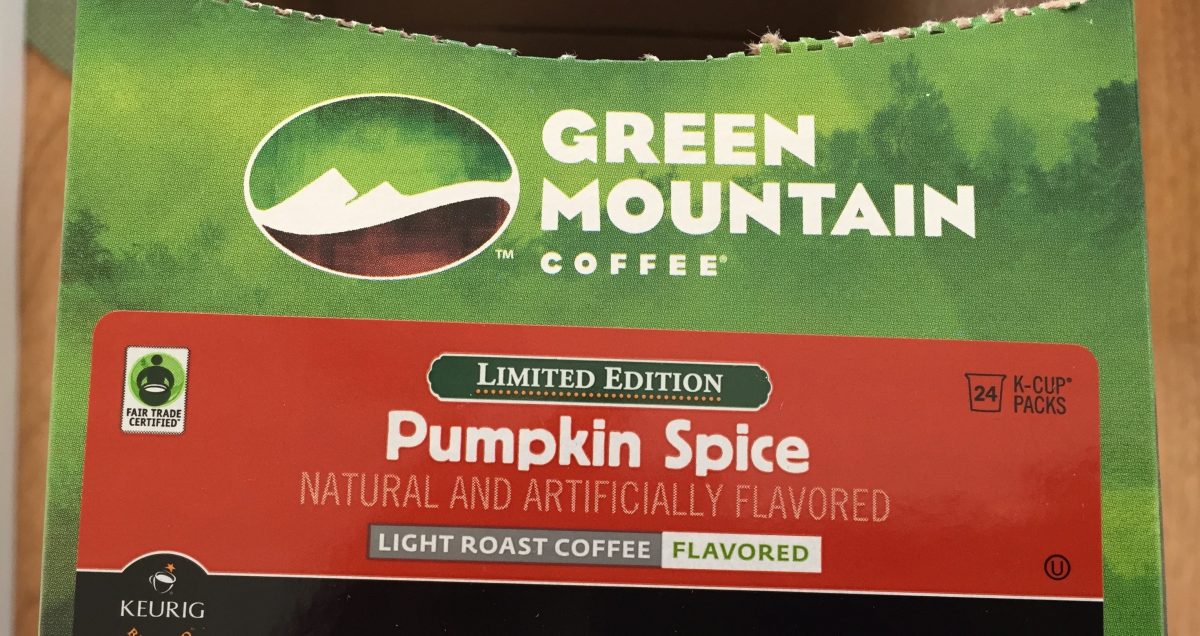 GREEN
MOUNTAIN
COFFEE®
™
FAIR TRADE
CERTIFIED™
LIMITED EDITION
24
K-CUP®
PACKS
Pumpkin Spice
NATURAL AND ARTIFICIALLY FLAVORED
LIGHT ROAST COFFEE FLAVORED
U
KEURIG